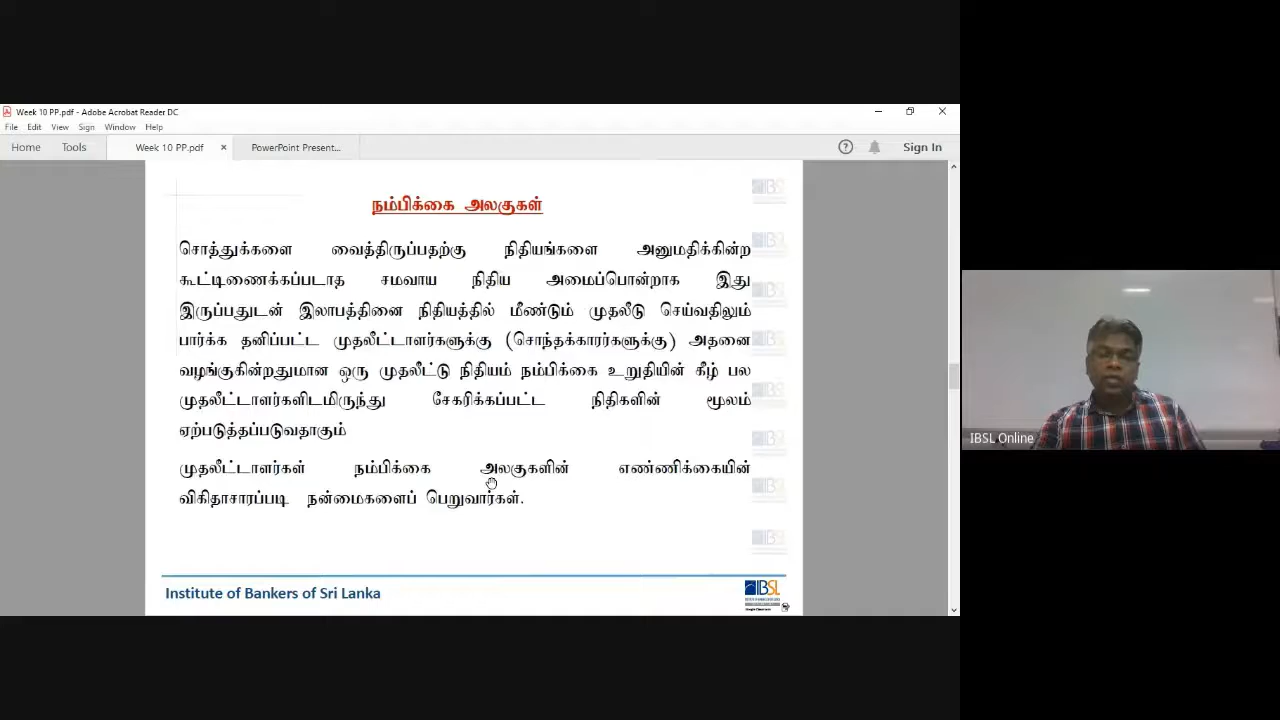 Week 10 PP.pdf - Adobe Acrobat Reader DC
File Edit View Sign Window Help
Home Tools Week 10 PP.pdf × PowerPoint Present... Sign In
நம்பிக்கை அலகுகள்
சொத்துக்களை வைத்திருப்பதற்கு நிதியங்களை அனுமதிக்கின்ற
கூட்டிணைக்கப்படாத சமவாய நிதிய அமைப்பொன்றாக இது
இருப்பதுடன் இலாபத்தினை நிதியத்தில் மீண்டும் முதலீடு செய்வதிலும்
பார்க்க தனிப்பட்ட முதலீட்டாளர்களுக்கு (சொந்தக்காரர்களுக்கு) அதனை
வழங்குகின்றதுமான ஒரு முதலீட்டு நிதியம் நம்பிக்கை உறுதியின் கீழ் பல
முதலீட்டாளர்களிடமிருந்து சேகரிக்கப்பட்ட நிதிகளின் மூலம்
ஏற்படுத்தப்படுவதாகும்
முதலீட்டாளர்கள் நம்பிக்கை அலகுகளின் எண்ணிக்கையின்
விகிதாசாரப்படி நன்மைகளைப் பெறுவார்கள்.
Institute of Bankers of Sri Lanka
IBSL
IBSL Online